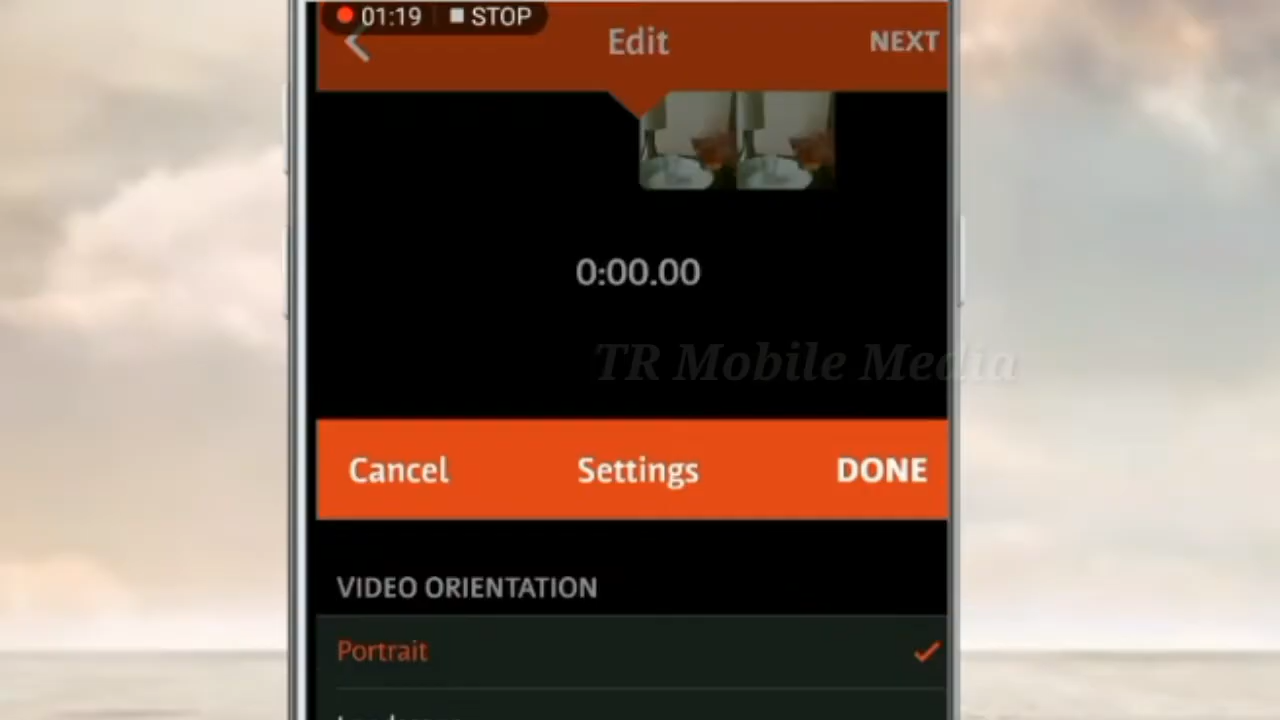 01:19 STOP
Edit
NEXT
0:00.00
TR Mobile Media
Cancel
Settings
DONE
VIDEO ORIENTATION
Portrait